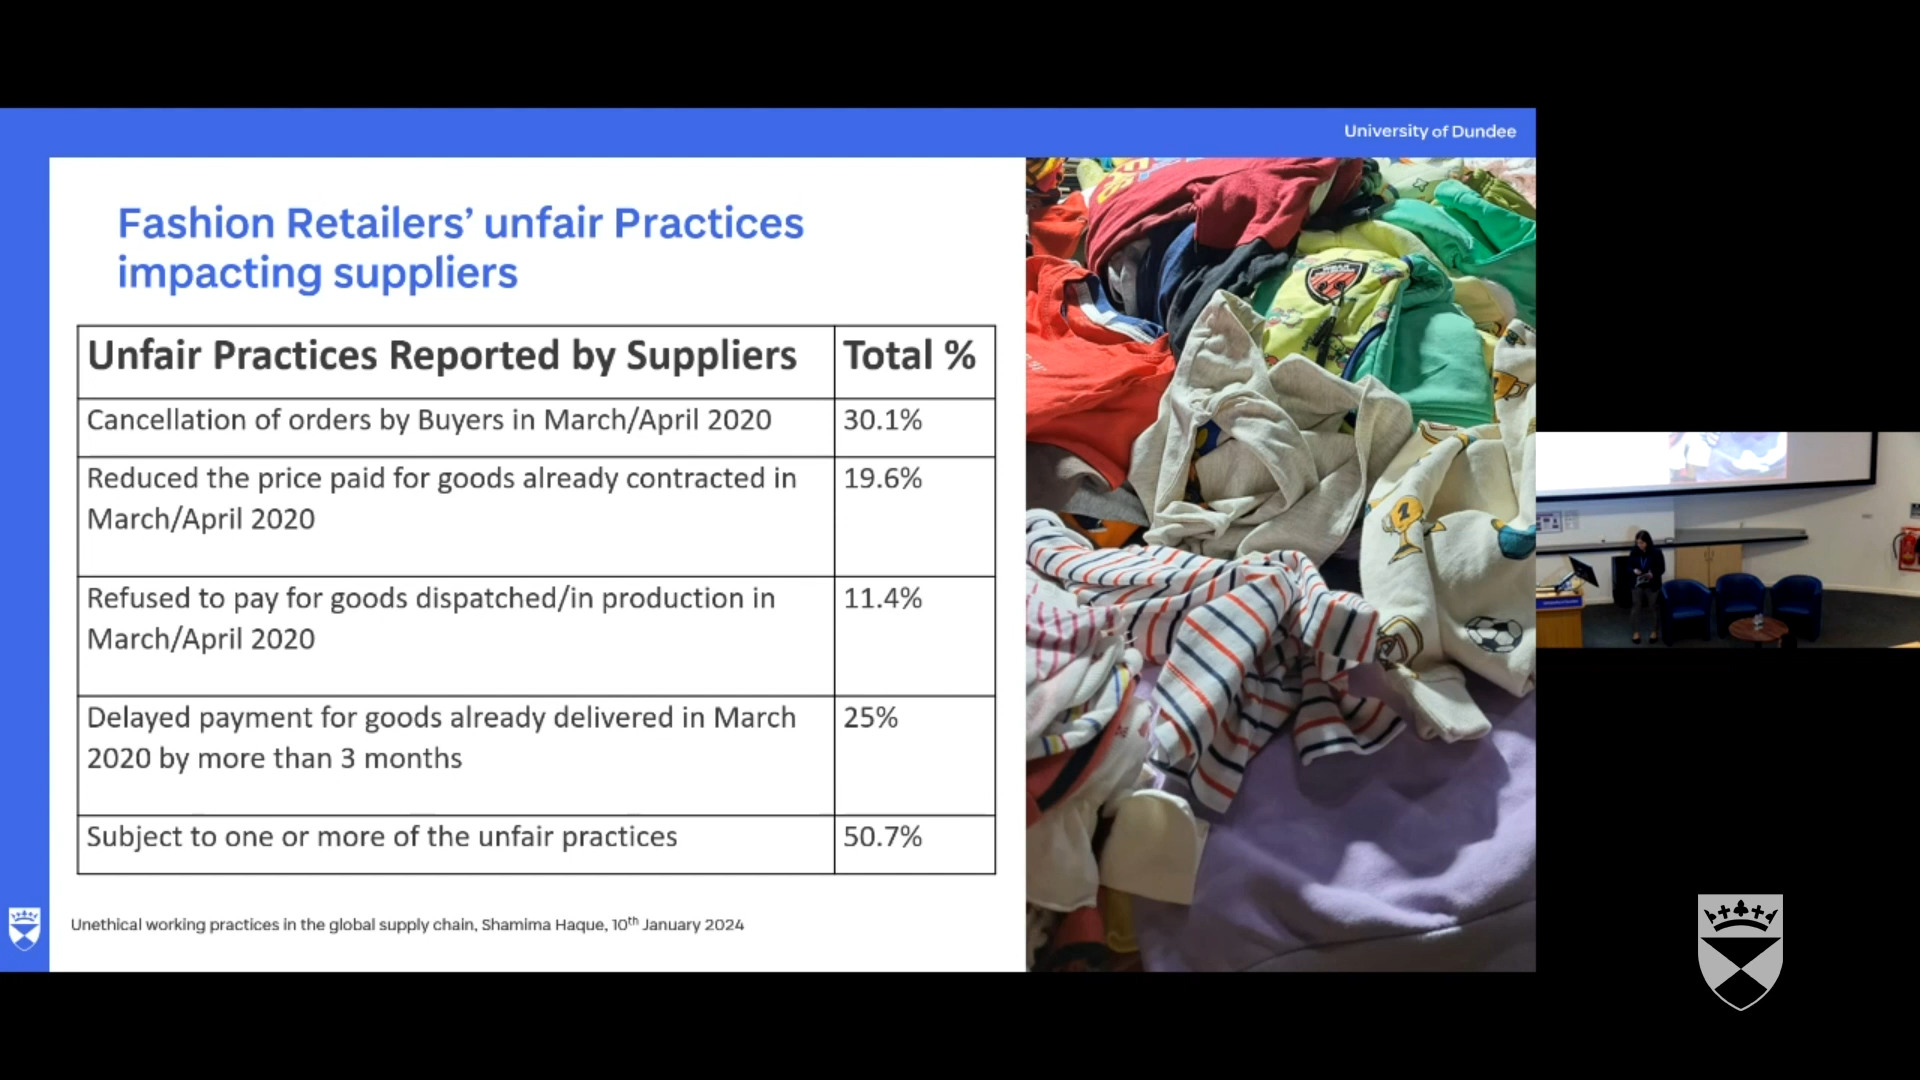 University of Dundee
Fashion Retailers’ unfair Practices
impacting suppliers
Unfair Practices Reported by Suppliers Total %
Cancellation of orders by Buyers in March/April 2020 30.1%
Reduced the price paid for goods already contracted in 19.6%
March/April 2020
Refused to pay for goods dispatched/in production in 11.4%
March/April 2020
Delayed payment for goods already delivered in March 25%
2020 by more than 3 months
Subject to one or more of the unfair practices 50.7%
Unethical working practices in the global supply chain, Shamima Haque, 10th January 2024